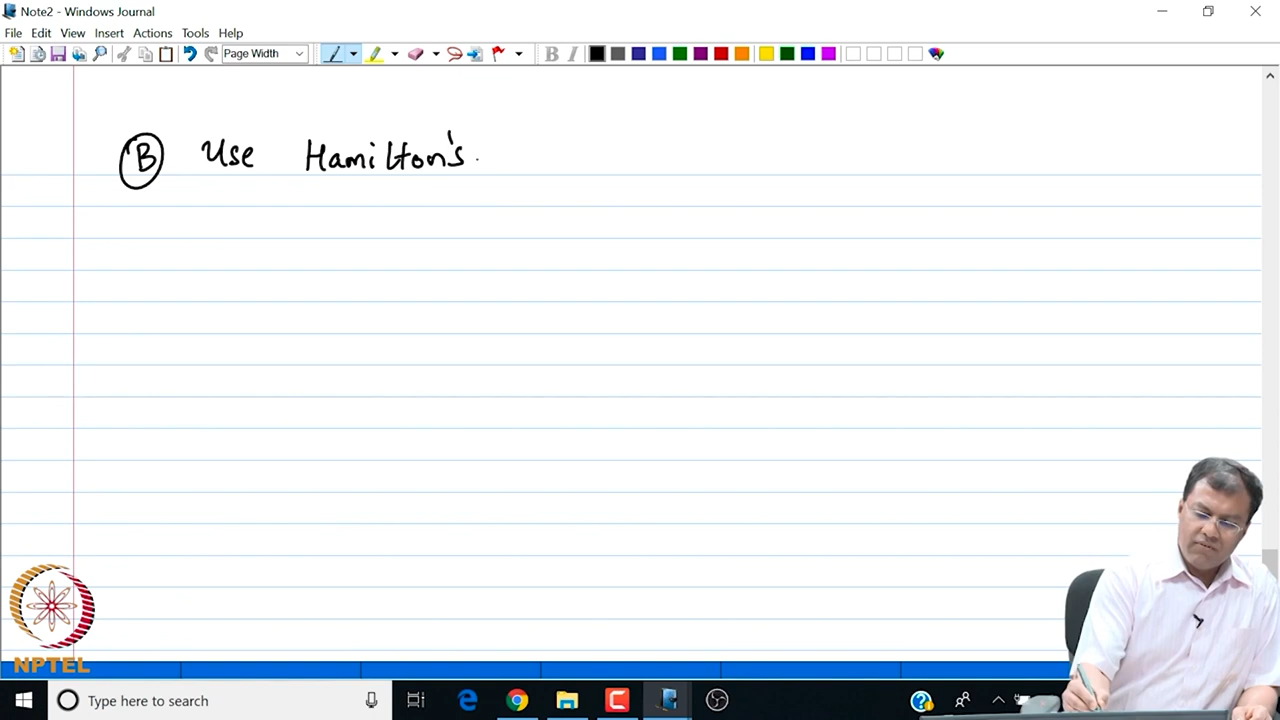 Note2 - Windows Journal
File Edit View Insert Actions Tools Help
Page Width B I
B Use Hamilton's
NPTEL
Type here to search